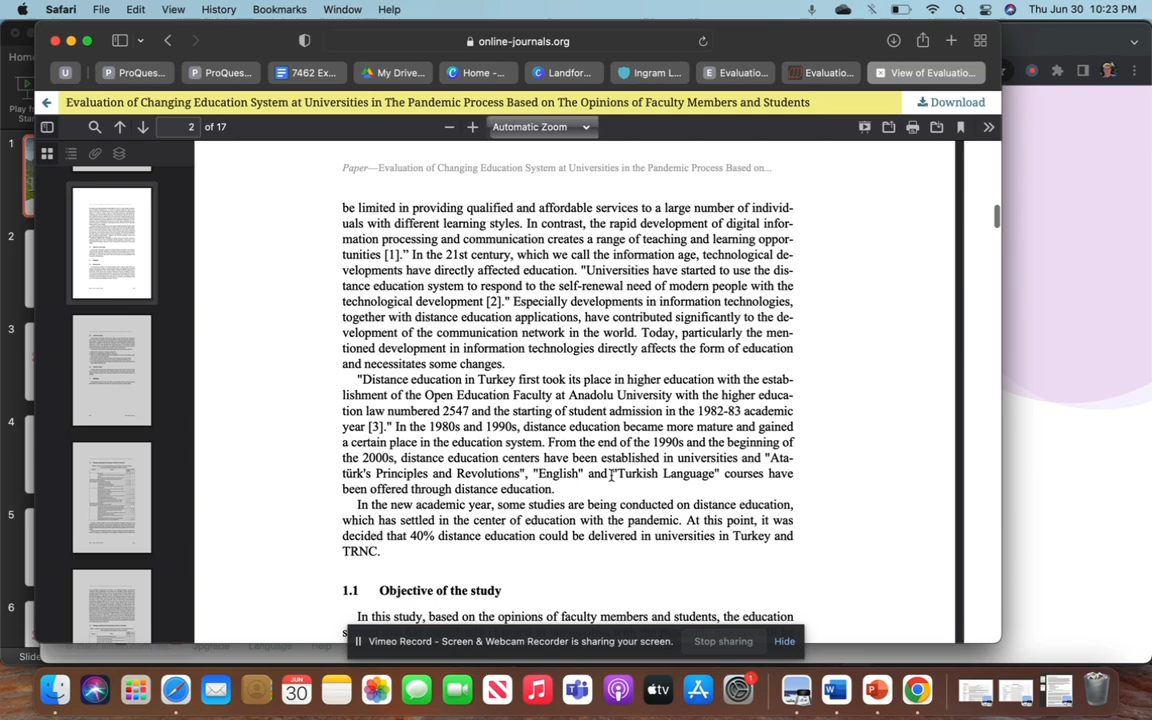 Safari File Edit View History Bookmarks Window Help Thu Jun 30 10:23 PM
online-journals.org
U P ProQues... P ProQues... 7462 Ex... My Drive... C Home -... C Landfor... Ingram L... E Evaluatio... Evaluatio... View of Evaluatio...
Evaluation of Changing Education System at Universities in The Pandemic Process Based on The Opinions of Faculty Members and Students Download
2 of 17 Automatic Zoom
Paper—Evaluation of Changing Education System at Universities in the Pandemic Process Based on...
be limited in providing qualified and affordable services to a large number of individ-
uals with different learning styles. In contrast, the rapid development of digital infor-
mation processing and communication creates a range of teaching and learning oppor-
tunities [1]." In the 21st century, which we call the information age, technological de-
velopments have directly affected education. "Universities have started to use the dis-
tance education system to respond to the self-renewal need of modern people with the
technological development [2]." Especially developments in information technologies,
together with distance education applications, have contributed significantly to the de-
velopment of the communication network in the world. Today, particularly the men-
tioned development in information technologies directly affects the form of education
and necessitates some changes.
"Distance education in Turkey first took its place in higher education with the estab-
lishment of the Open Education Faculty at Anadolu University with the higher educa-
tion law numbered 2547 and the starting of student admission in the 1982-83 academic
year [3]." In the 1980s and 1990s, distance education became more mature and gained
a certain place in the education system. From the end of the 1990s and the beginning of
the 2000s, distance education centers have been established in universities and "Ata-
türk's Principles and Revolutions", "English" and "Turkish Language" courses have
been offered through distance education.
In the new academic year, some studies are being conducted on distance education,
which has settled in the center of education with the pandemic. At this point, it was
decided that 40% distance education could be delivered in universities in Turkey and
TRNC.
1.1 Objective of the study
In this study, based on the opinions of faculty members and students, the education
Vimeo Record - Screen & Webcam Recorder is sharing your screen. Stop sharing Hide
Home
1
2
3
4
5
6
Slide
JUN
30
1